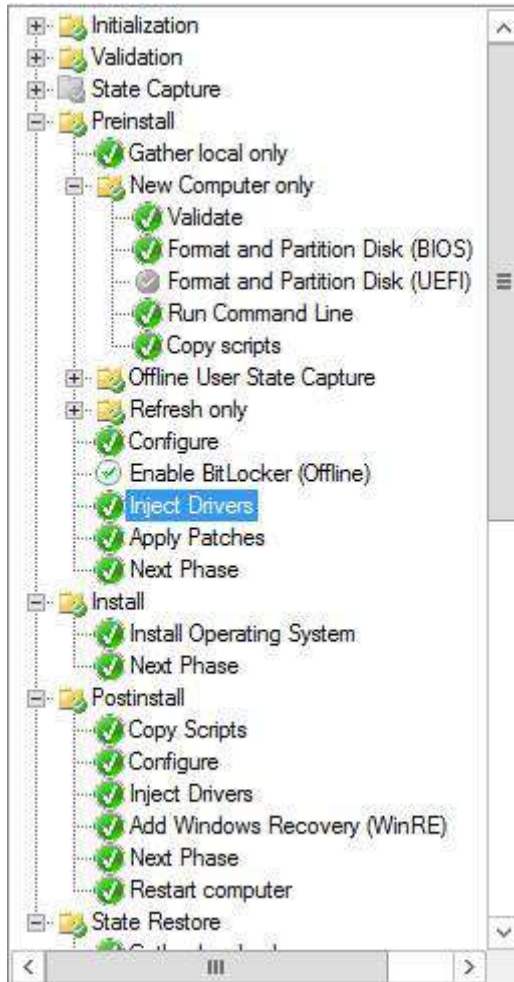 Initialization
Validation
State Capture
Preinstall
Gather local only
New Computer only
Validate
Format and Partition Disk (BIOS)
Format and Partition Disk (UEFI)
Run Command Line
Copy scripts
Offline User State Capture
Refresh only
Configure
Enable BitLocker (Offline)
Inject Drivers
Apply Patches
Next Phase
Install
Install Operating System
Next Phase
Postinstall
Copy Scripts
Configure
Inject Drivers
Add Windows Recovery (WinRE)
Next Phase
Restart computer
State Restore